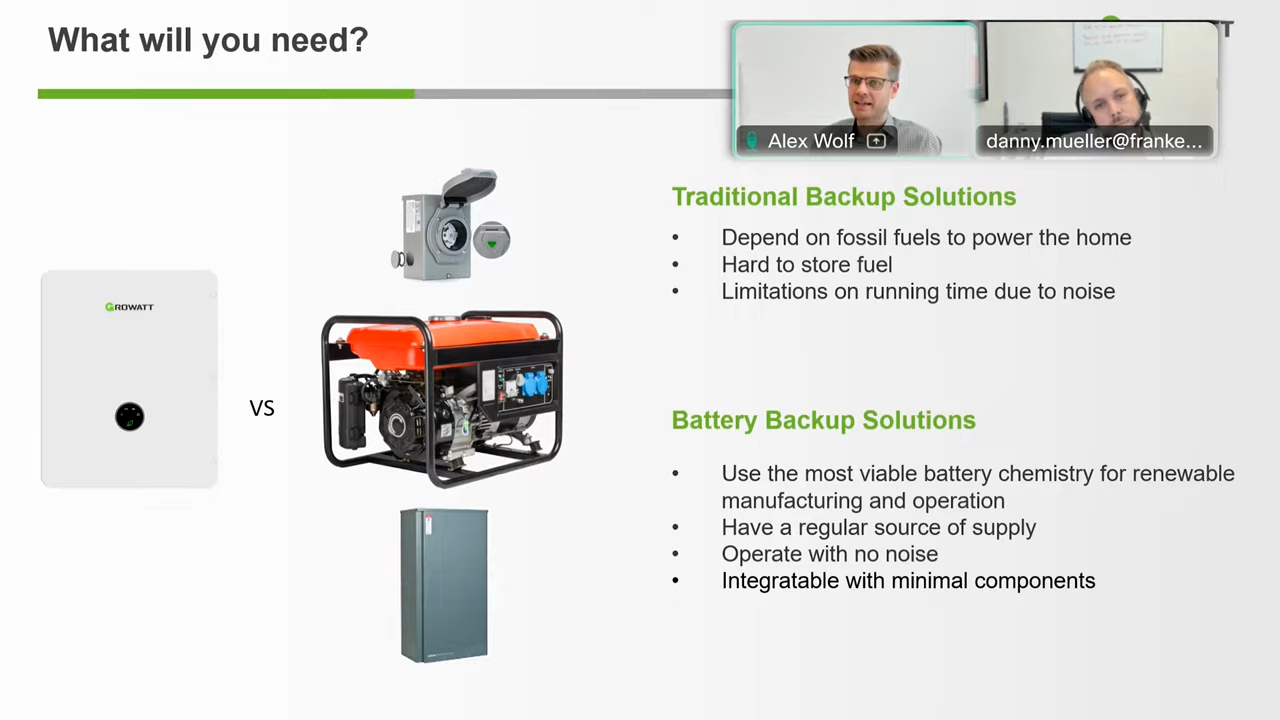 What will you need?
Alex Wolf
danny.mueller@franke...
Traditional Backup Solutions
• Depend on fossil fuels to power the home
• Hard to store fuel
• Limitations on running time due to noise
GROWATT
VS
Battery Backup Solutions
• Use the most viable battery chemistry for renewable
manufacturing and operation
• Have a regular source of supply
• Operate with no noise
• Integratable with minimal components